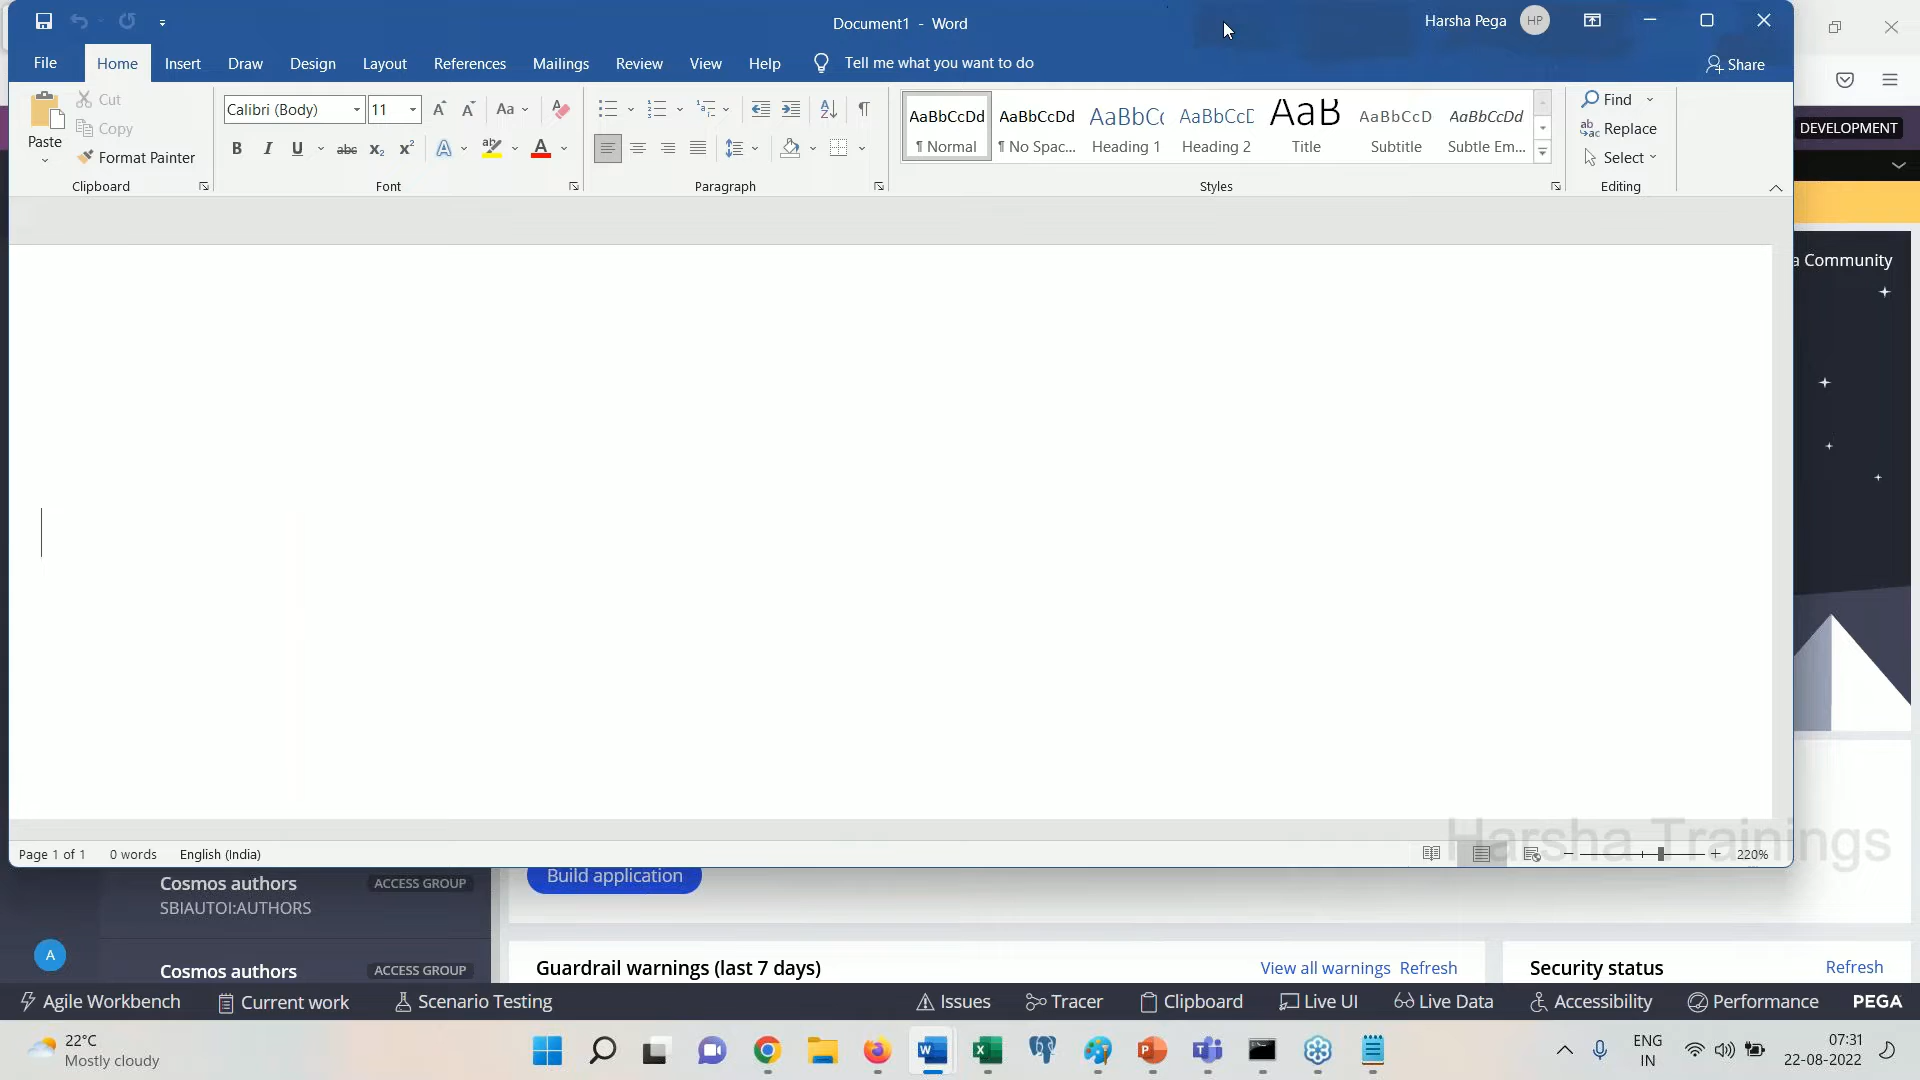 Document1 - Word
Harsha Pega
HP
File
Home
Insert
Draw
Design
Layout
References
Mailings
Review
View
Help
Tell me what you want to do
Share
Paste
Cut
Copy
Format Painter
Clipboard
Calibri (Body)
11
Font
Paragraph
AaBbCcDd
¶ Normal
AaBbCcDd
¶ No Spac...
AaBbC
Heading 1
AaBbCcD
Heading 2
AaB
Title
AaBbCcD
Subtitle
AaBbCcDd
Subtle Em...
Styles
Find
Replace
Select
Editing
DEVELOPMENT
a Community
Page 1 of 1
0 words
English (India)
220%
Harsha Trainings
Cosmos authors
ACCESS GROUP
SBIAUTOI:AUTHORS
A
Cosmos authors
ACCESS GROUP
Build application
Guardrail warnings (last 7 days)
View all warnings
Refresh
Security status
Refresh
Agile Workbench
Current work
Scenario Testing
Issues
Tracer
Clipboard
Live UI
Live Data
Accessibility
Performance
PEGA
22°C
Mostly cloudy
ENG
IN
07:31
22-08-2022